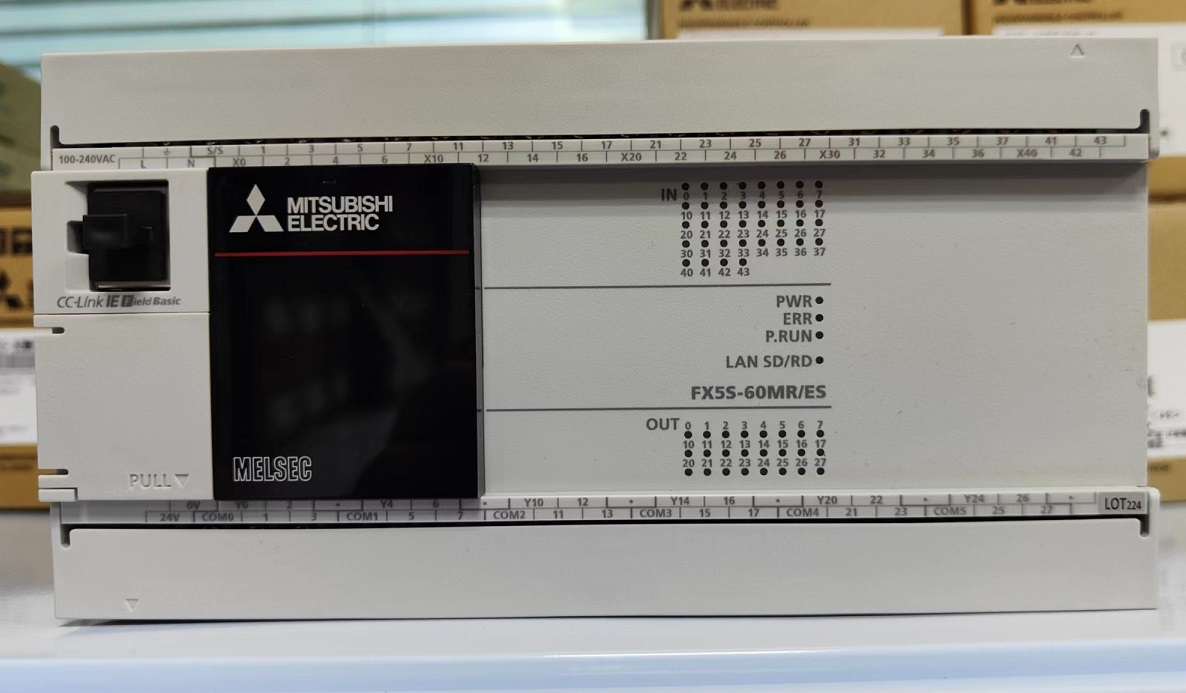 ELECTRIC
ELECTRIC
S/S 1 3 5 7 11 13 15 17 21 23 25 27 31 33 35 37 41 43
100-240VAC L N X0 2 4 6 X10 12 14 16 X20 22 24 26 X30 32 34 36 X40 42
MITSUBISHI
ELECTRIC
CC-Link IE Field Basic
IN 0 1 2 3 4 5 6 7
10 11 12 13 14 15 16 17
20 21 22 23 24 25 26 27
30 31 32 33 34 35 36 37
40 41 42 43
PWR
ERR
P.RUN
LAN SD/RD
FX5S-60MR/ES
OUT 0 1 2 3 4 5 6 7
10 11 12 13 14 15 16 17
20 21 22 23 24 25 26 27
MELSEC
PULL
0V Y0 2 Y4 6 Y10 12 Y14 16 Y20 22 Y24 26
24V COM0 1 3 COM1 5 7 COM2 11 13 COM3 15 17 COM4 21 23 COM5 25 27
LOT224